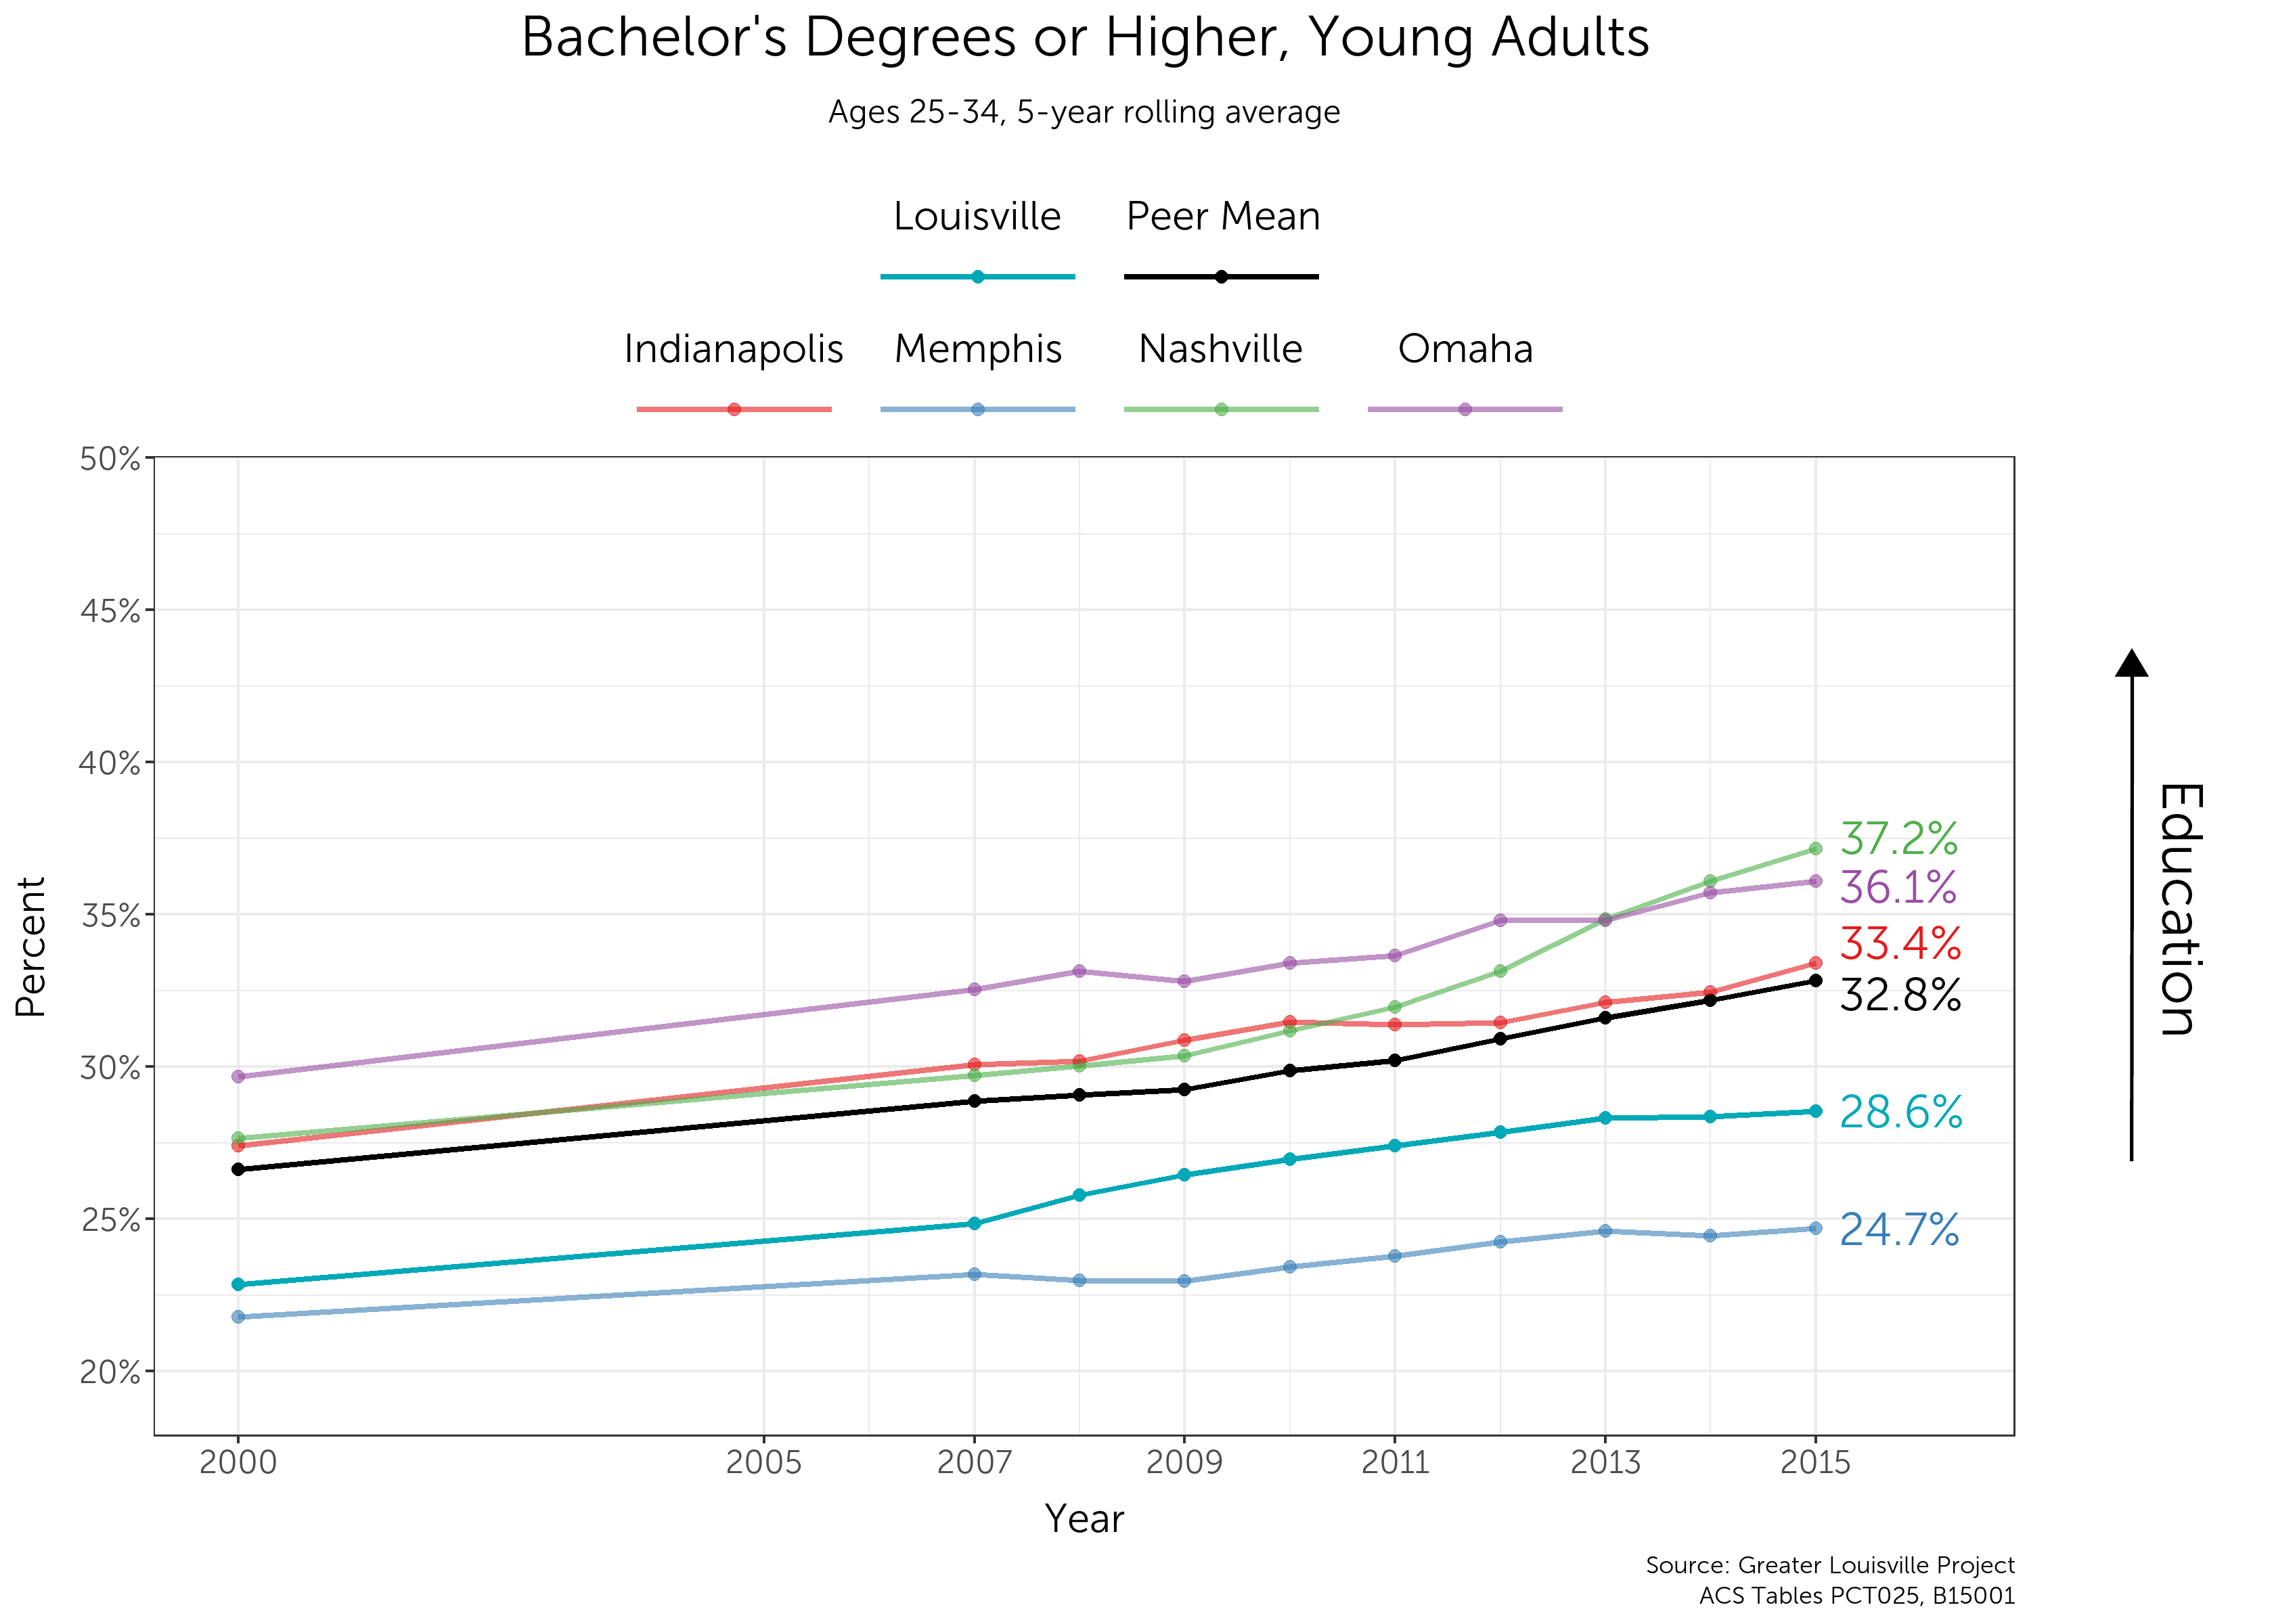 Bachelor's Degrees or Higher, Young Adults
Ages 25-34, 5-year rolling average
Louisville Peer Mean
Indianapolis Memphis Nashville Omaha
50%
45%
40%
35%
30%
25%
20%
Percent
37.2%
36.1%
33.4%
32.8%
28.6%
24.7%
Education
2000 2005 2007 2009 2011 2013 2015
Year
Source: Greater Louisville Project
ACS Tables PCT025, B15001